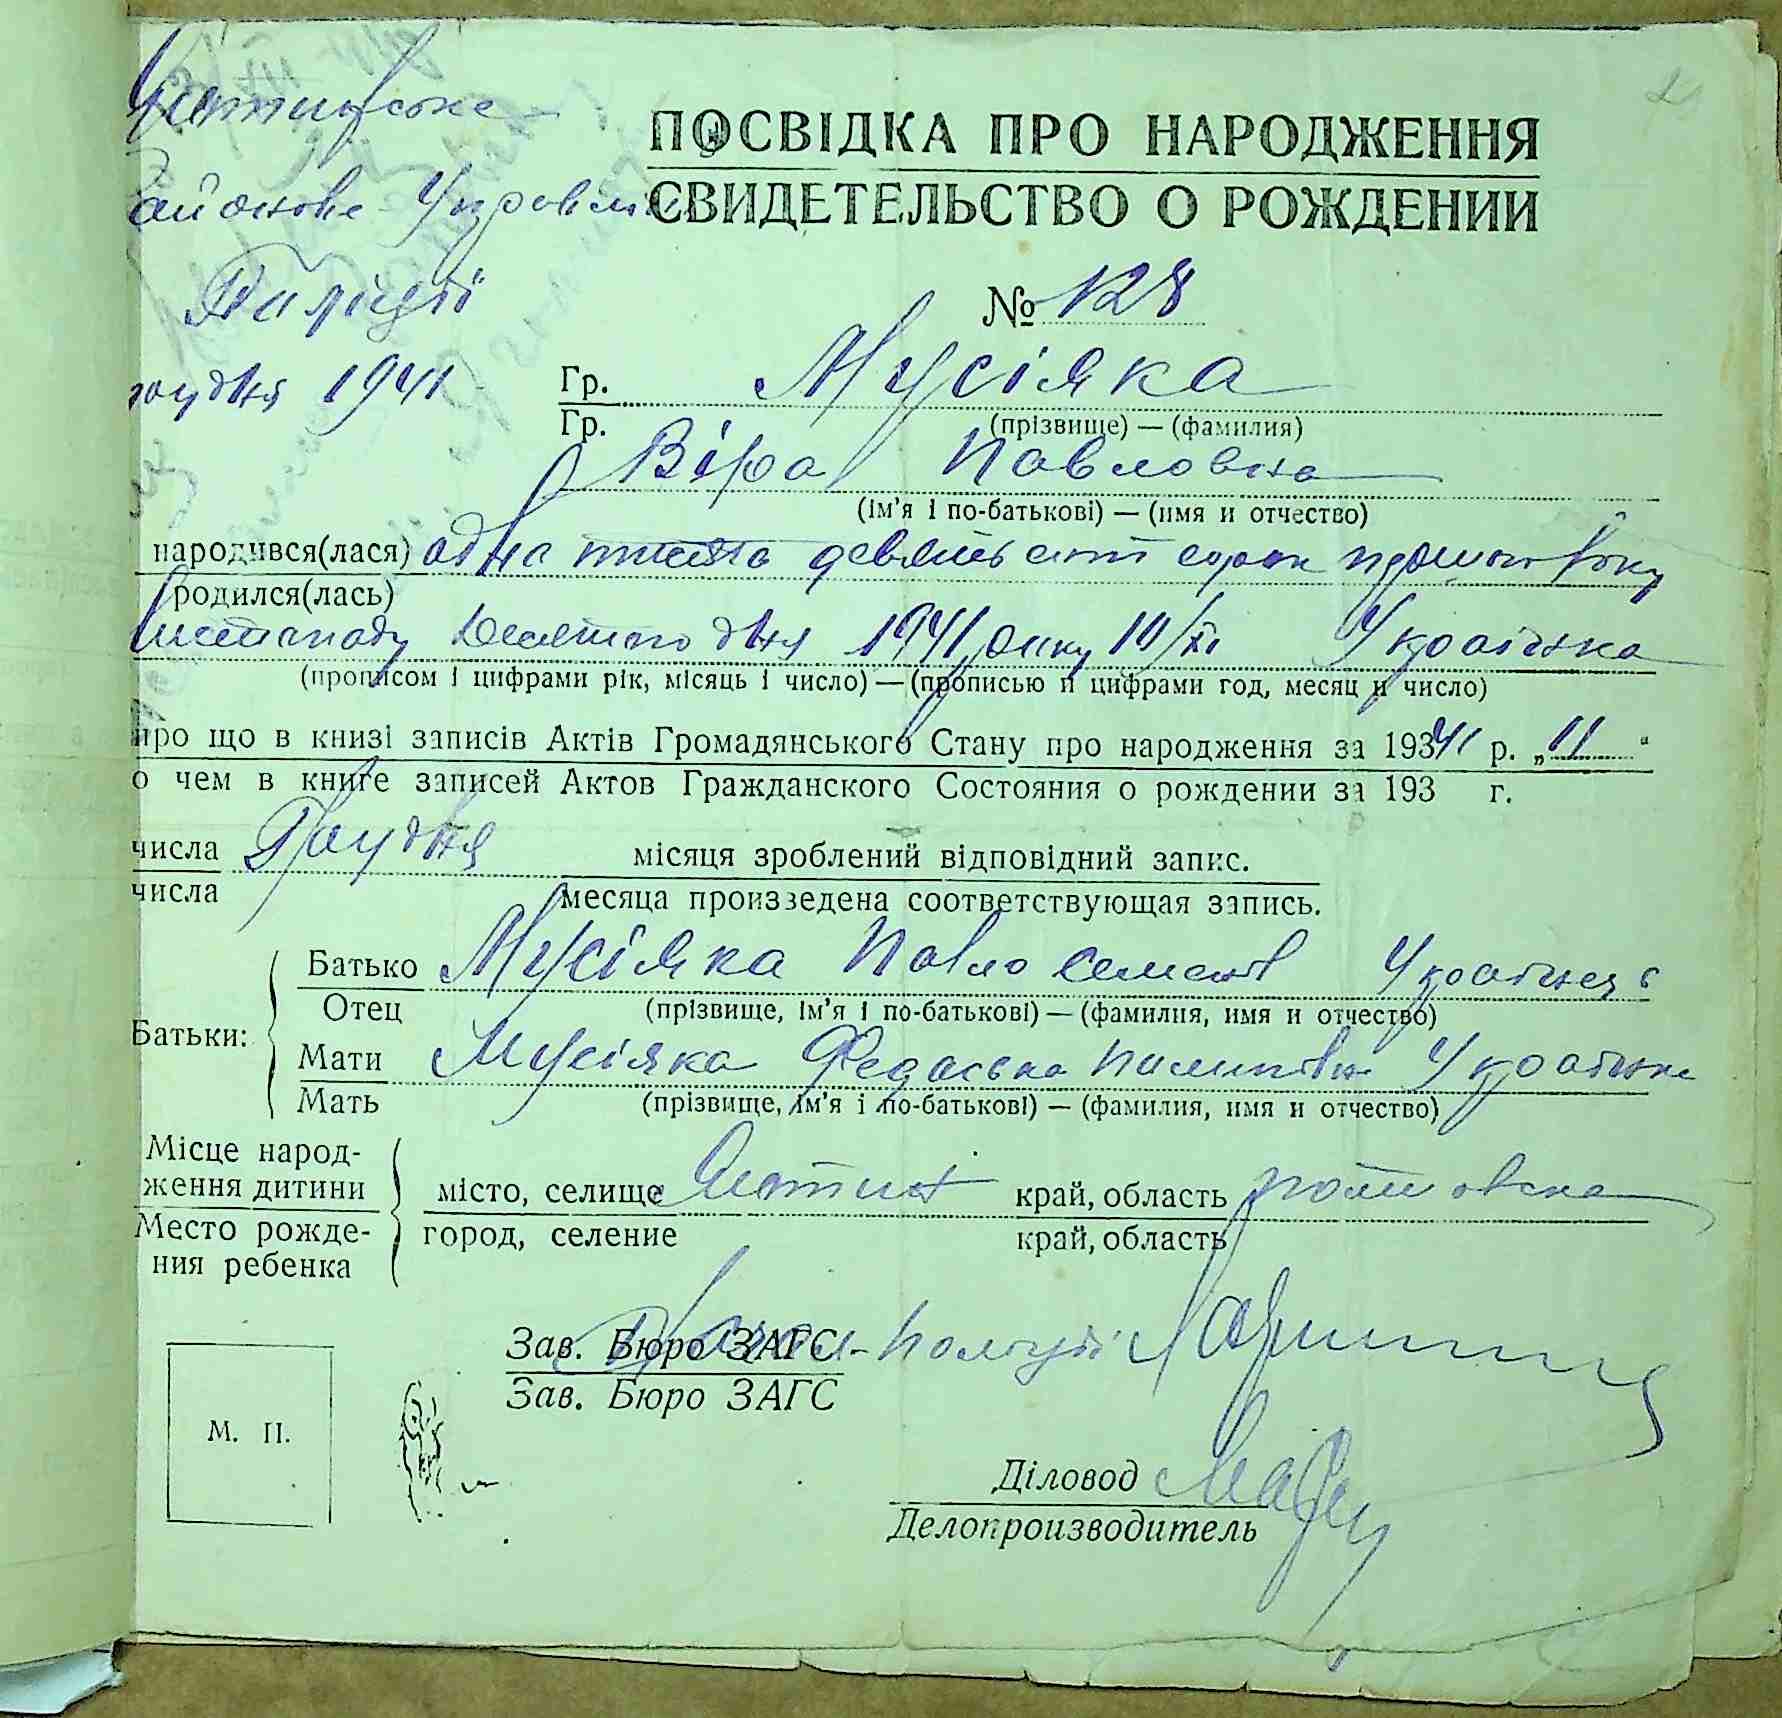 ПОСВІДКА ПРО НАРОДЖЕННЯ
СВИДЕТЕЛЬСТВО О РОЖДЕНИИ
Поліції
№ 128
грудня 1941
Гр. Мусіяка
Гр. (прізвище) — (фамилия)
Віра Павловна
(ім'я і по-батькові) — (имя и отчество)
народився(лася) одна тисяча девятьсот сорок першого року
родился(лась)
листопаду десятого дня 1941 року 10/XI Українка
(прописом і цифрами рік, місяць і число) — (прописью и цифрами год, месяц и число)
про що в книзі записів Актів Громадянського Стану про народження за 193 41 р. „11"
о чем в книге записей Актов Гражданского Состояния о рождении за 193 г.
числа Грудня місяця зроблений відповідний запис.
числа месяца произведена соответствующая запись.
Батьки:
Батько Мусіяка Павло Семенов Українець
Отец (прізвище, ім'я і по-батькові) — (фамилия, имя и отчество)
Мати Мусіяка Федоська Українка
Мать (прізвище, ім'я і по-батькові) — (фамилия, имя и отчество)
Місце народ-
ження дитини місто, селище Яготин край, область Полтовска
Место рожде- город, селение край, область
ния ребенка
Зав. Бюро ЗАГС
Зав. Бюро ЗАГС
М. П.
Діловод
Делопроизводитель